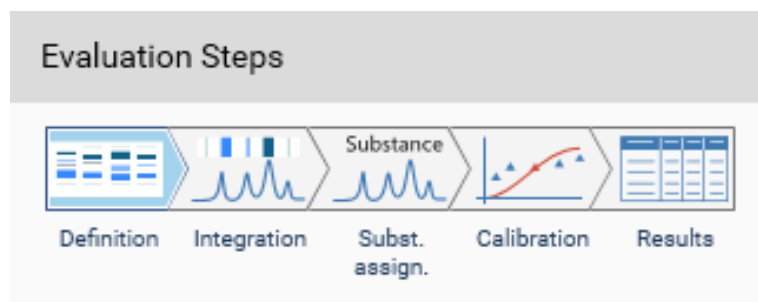 Evaluation Steps
Substance
Definition
Integration
Subst.
assign.
Calibration
Results